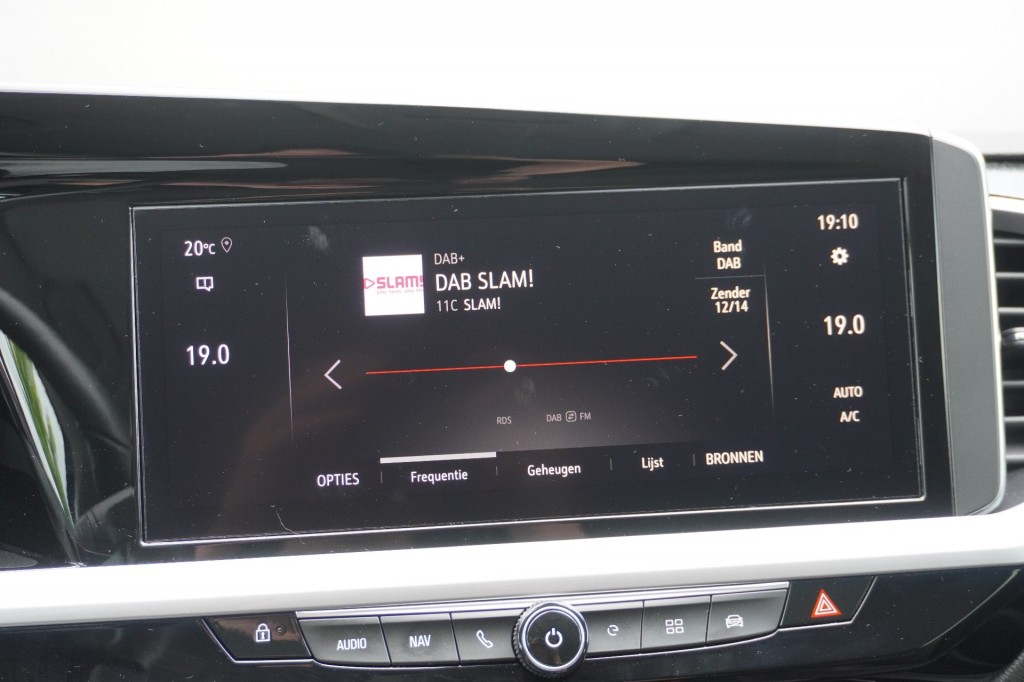 20°C
19.0
SLAM!
DAB+
DAB SLAM!
11C SLAM!
Band
DAB
Zender
12/14
19:10
19.0
AUTO
A/C
RDS
DAB FM
OPTIES
Frequentie
Geheugen
Lijst
BRONNEN
AUDIO
NAV